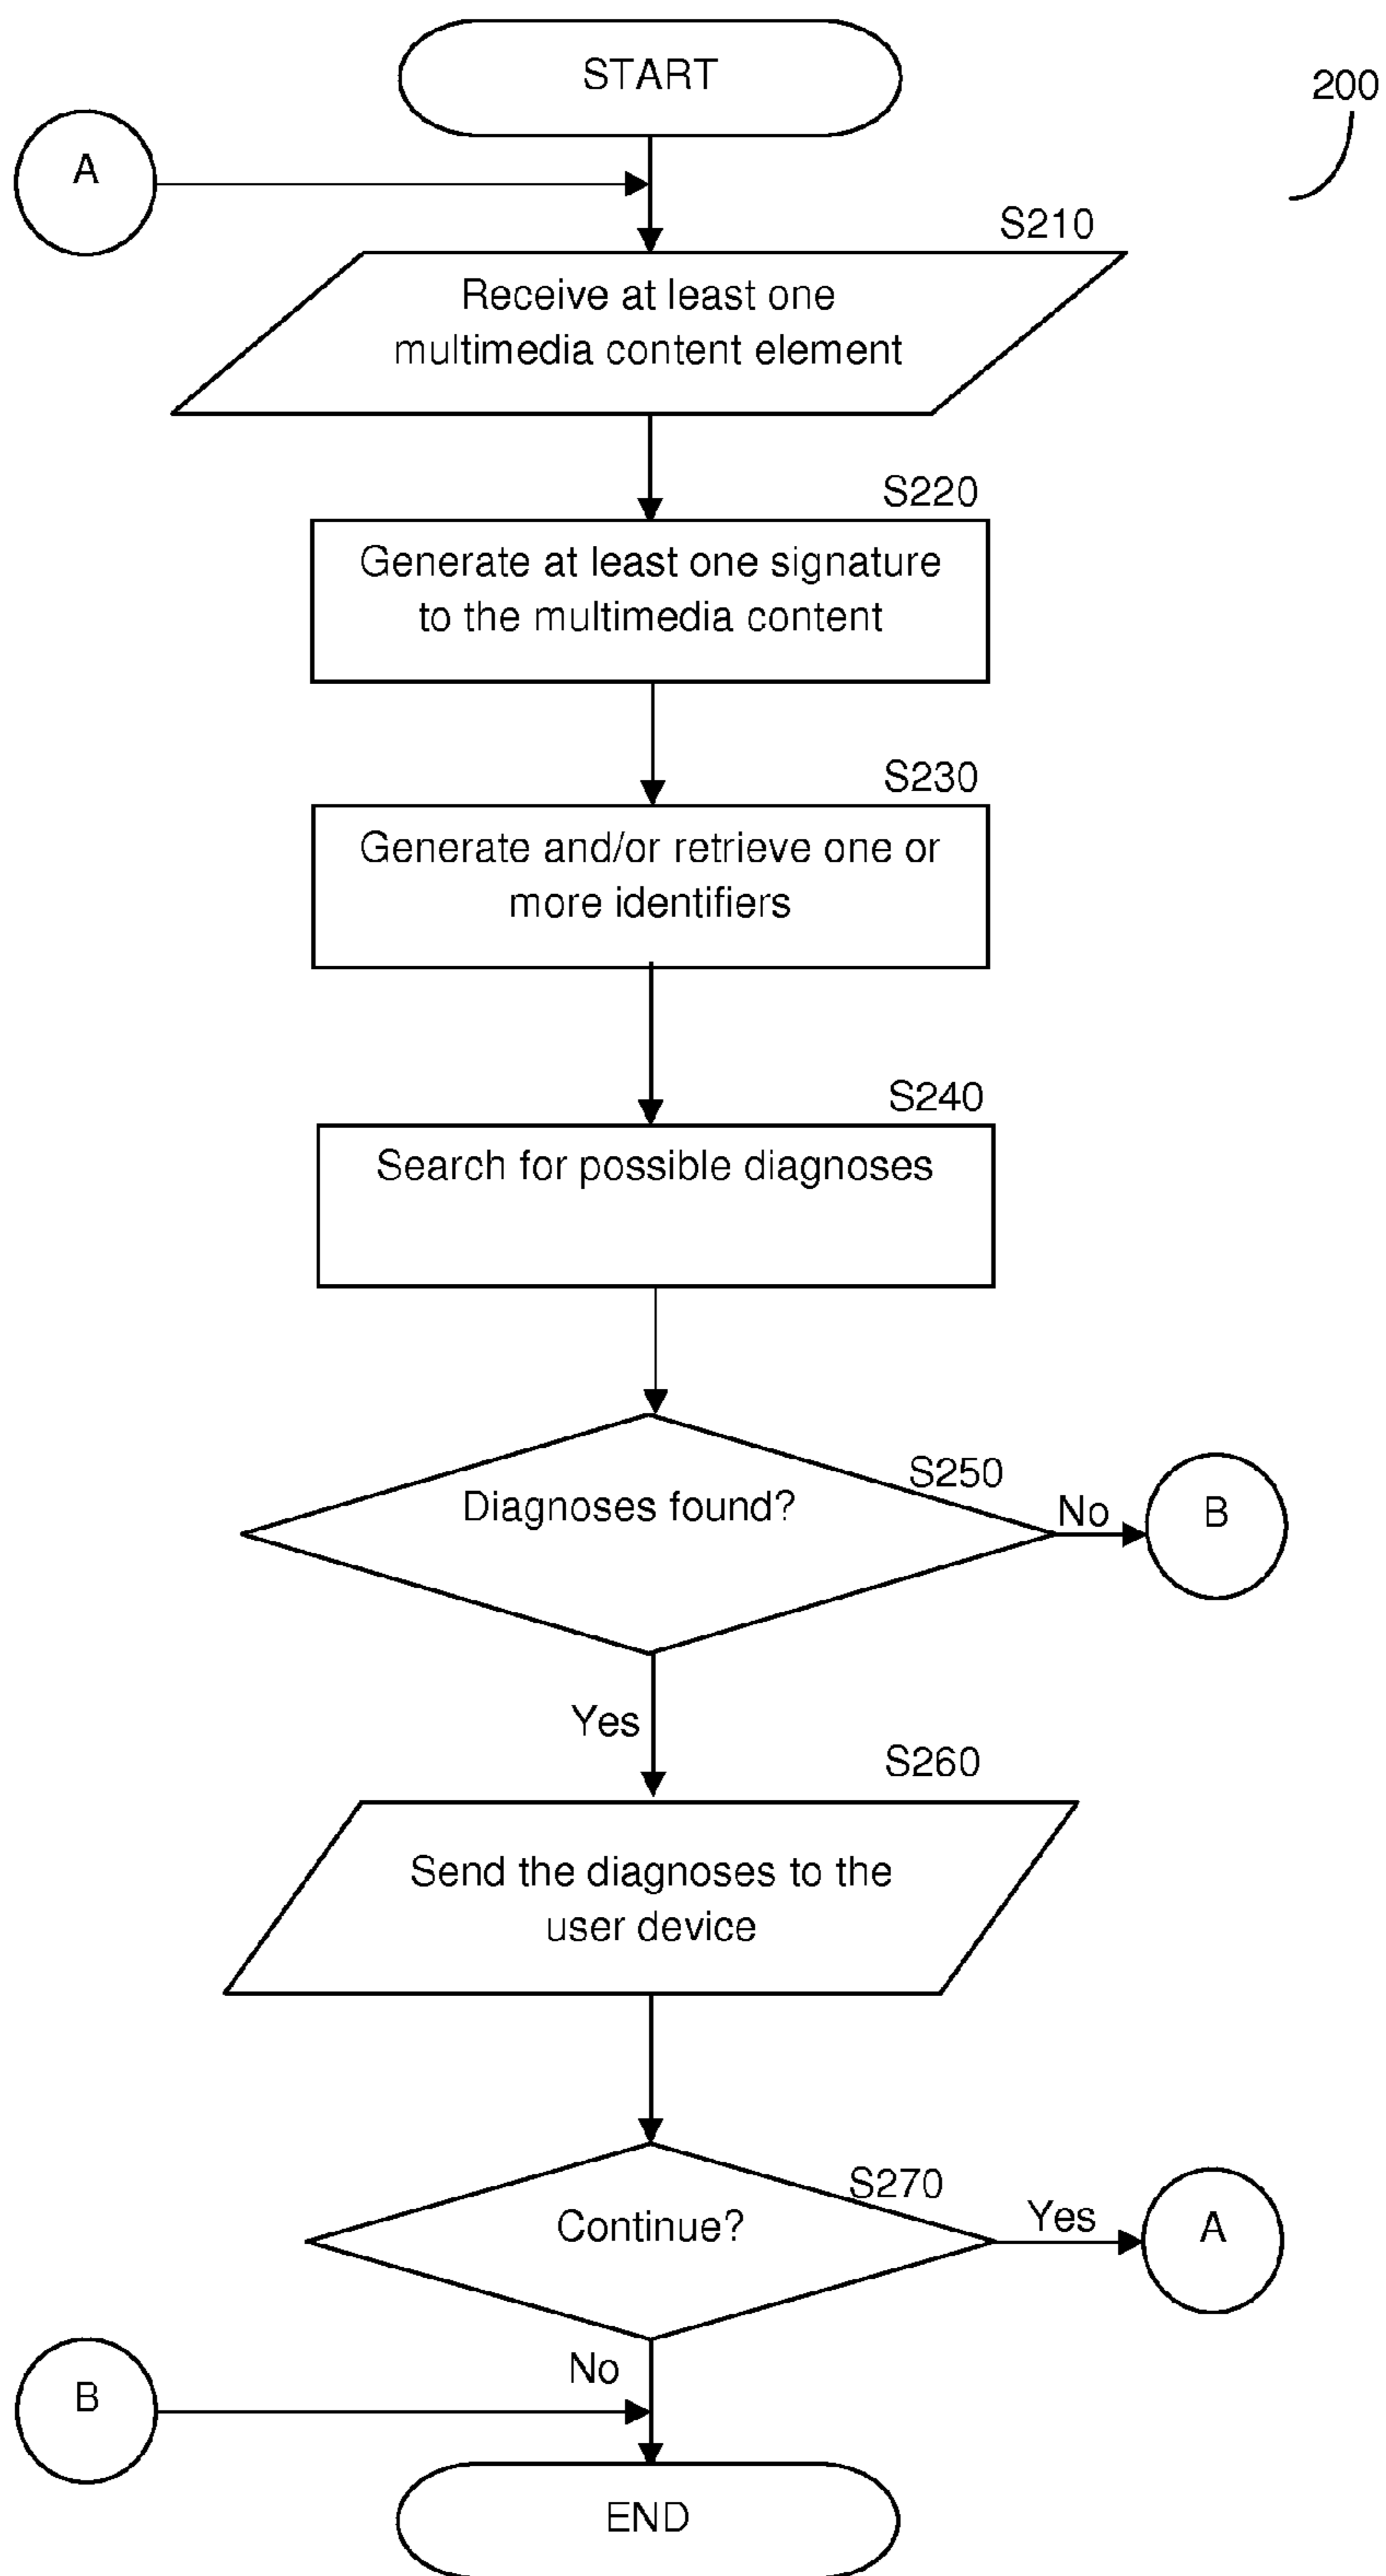 START
200
A
S210
Receive at least one
multimedia content element
S220
Generate at least one signature
to the multimedia content
S230
Generate and/or retrieve one or
more identifiers
S240
Search for possible diagnoses
S250
Diagnoses found?
No
B
Yes
S260
Send the diagnoses to the
user device
S270
Continue?
Yes
A
No
B
END